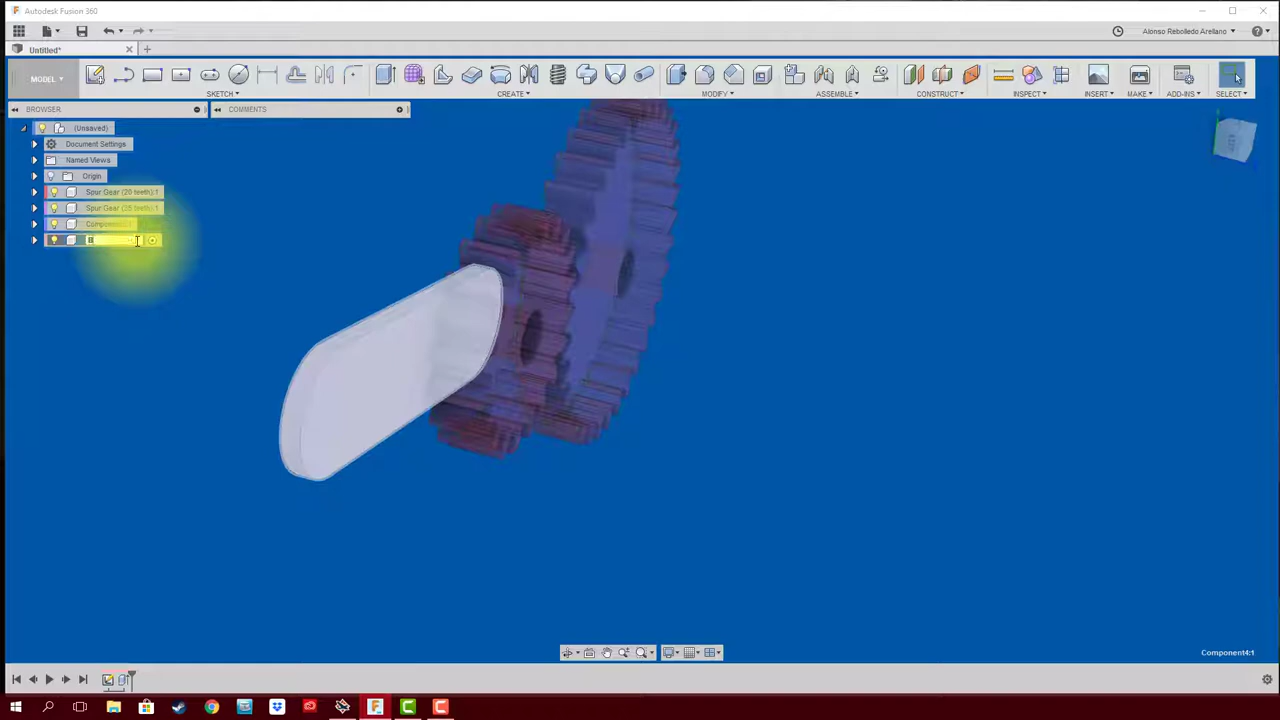 Autodesk Fusion 360
Alonso Rebolledo Arellano
Untitled*
MODEL
SKETCH
CREATE
MODIFY
ASSEMBLE
CONSTRUCT
INSPECT
INSERT
MAKE
ADD-INS
SELECT
BROWSER
COMMENTS
(Unsaved)
Document Settings
Named Views
Origin
Spur Gear (20 teeth):1
Spur Gear (25 teeth):1
Component4:1